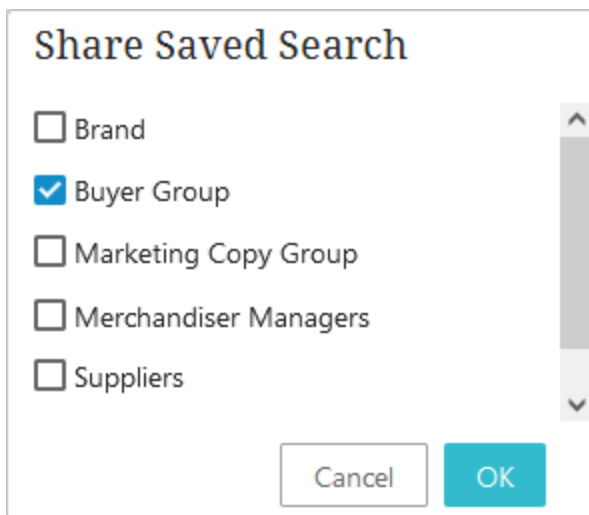 Share Saved Search
Brand
Buyer Group
Marketing Copy Group
Merchandiser Managers
Suppliers
Cancel OK